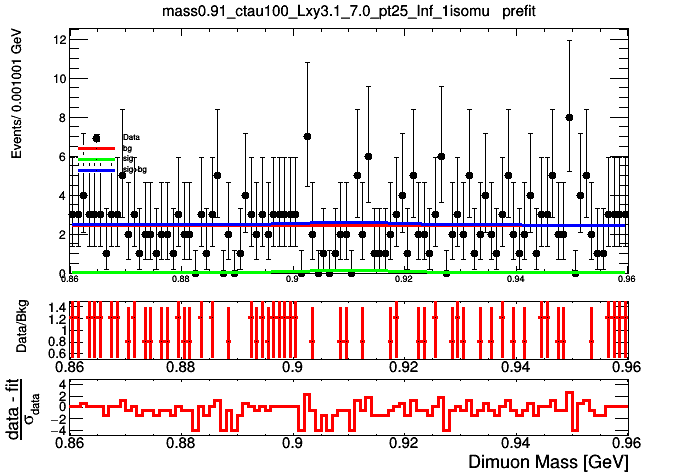 mass0.91_ctau100_Lxy3.1_7.0_pt25_Inf_1isomu prefit
Events/ 0.001001 GeV
12
10
8
6
4
2
0
Data
bg
sig
sig+bg
0.86 0.88 0.9 0.92 0.94 0.96
Data/Bkg
1.4
1.2
1
0.8
0.6
0.86 0.88 0.9 0.92 0.94 0.96
data - fit
σdata
4
2
0
−2
−4
0.86 0.88 0.9 0.92 0.94 0.96
Dimuon Mass [GeV]